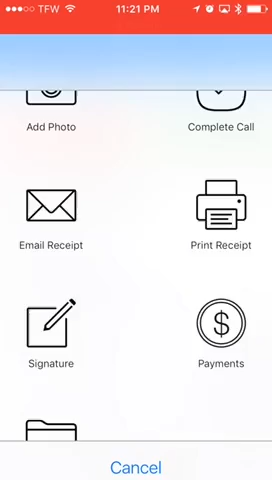 TFW 11:21 PM
Add Photo Complete Call
Email Receipt Print Receipt
Signature Payments
Cancel